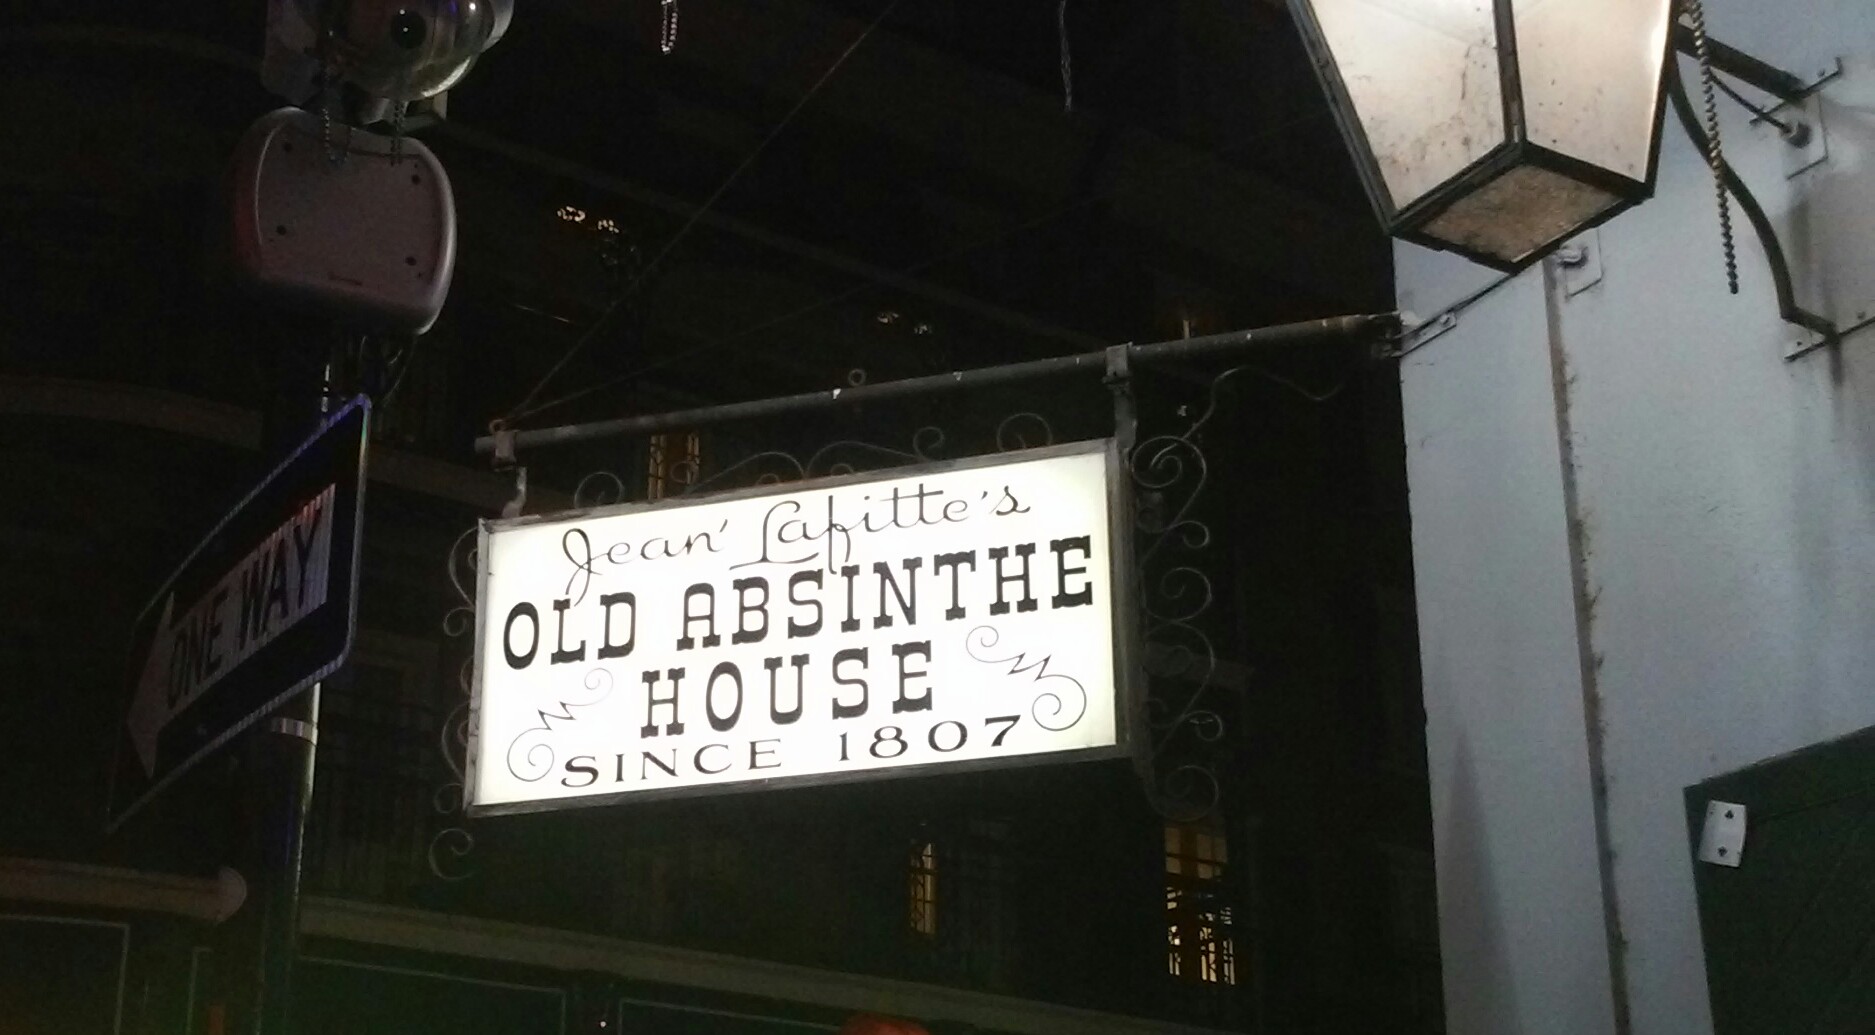 Jean' Lafitte's
OLD ABSINTHE
HOUSE
SINCE 1807
ONE WAY